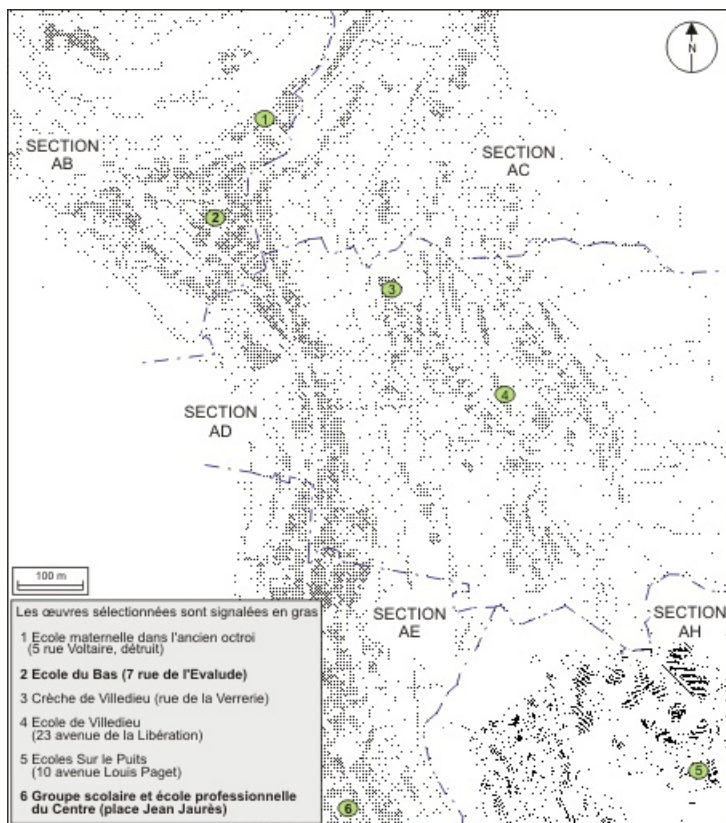 N
1
SECTION
AB
SECTION
AC
2
3
SECTION
AD
4
100 m
SECTION
AE
SECTION
AH
5
6
Les œuvres sélectionnées sont signalées en gras
1 Ecole maternelle dans l'ancien octroi
(5 rue Voltaire, détruit)
2 Ecole du Bas (7 rue de l'Evalude)
3 Crèche de Villedieu (rue de la Verrerie)
4 Ecole de Villedieu
(23 avenue de la Libération)
5 Ecoles Sur le Puits
(10 avenue Louis Paget)
6 Groupe scolaire et école professionnelle
du Centre (place Jean Jaurès)